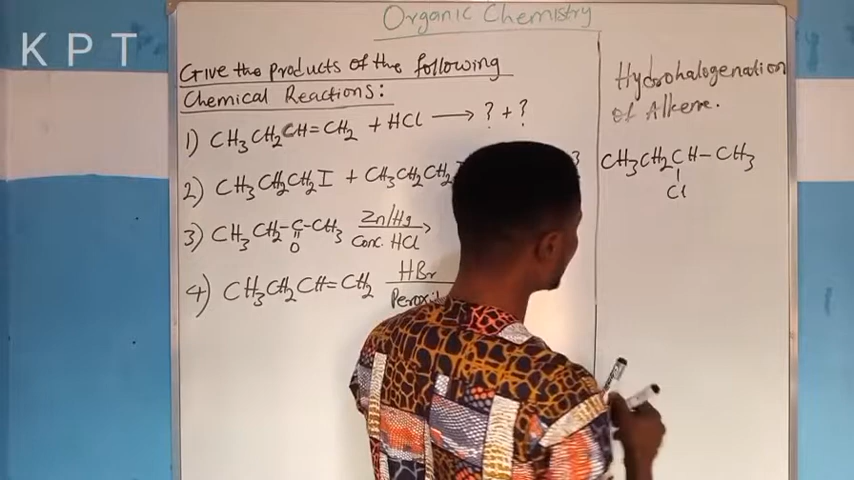 KPT
Organic Chemistry
Give the Products of the following
Chemical Reactions:
1) CH₃CH₂CH=CH₂ + HCl → ? + ?
2) CH₃CH₂CH₂I + CH₃CH₂CH₂
3) CH₃CH₂-C-CH₃ Zn/Hg →
O Conc. HCl
4) CH₃CH₂CH=CH₂ HBr
Hydrohalogenation
of Alkene.
CH₃CH₂CH-CH₃
Cl